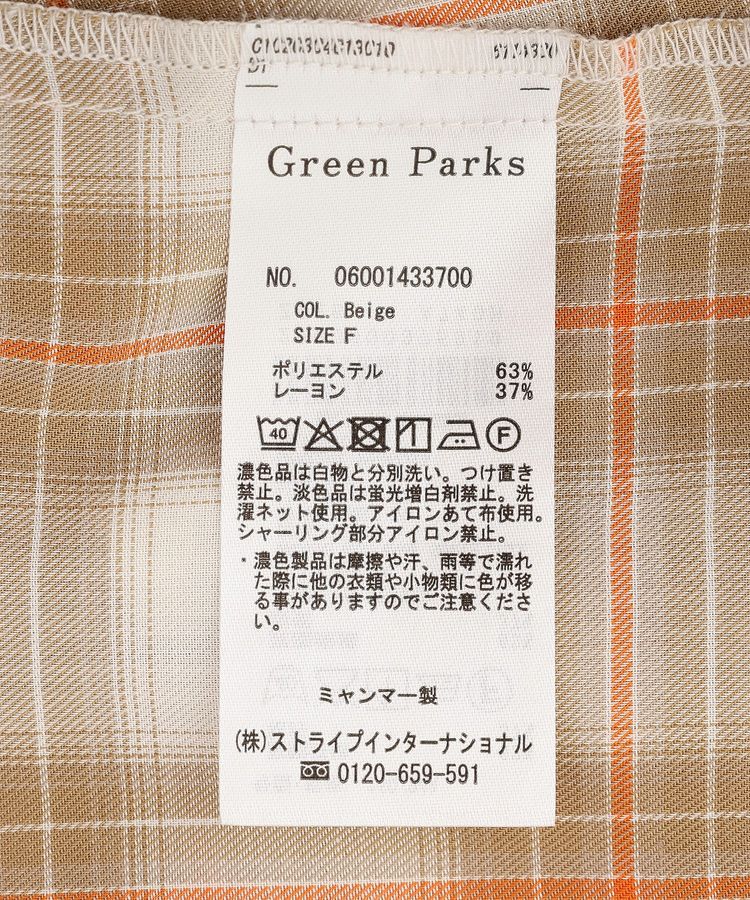 Green Parks
NO. 06001433700
COL. Beige
SIZE F
ポリエステル 63%
レーヨン 37%
40 F
濃色品は白物と分別洗い。つけ置き
禁止。淡色品は蛍光増白剤禁止。洗
濯ネット使用。アイロンあて布使用。
シャーリング部分アイロン禁止。
・濃色製品は摩擦や汗、雨等で濡れ
た際に他の衣類や小物類に色が移
る事がありますのでご注意くださ
い。
ミャンマー製
(株)ストライプインターナショナル
0120-659-591